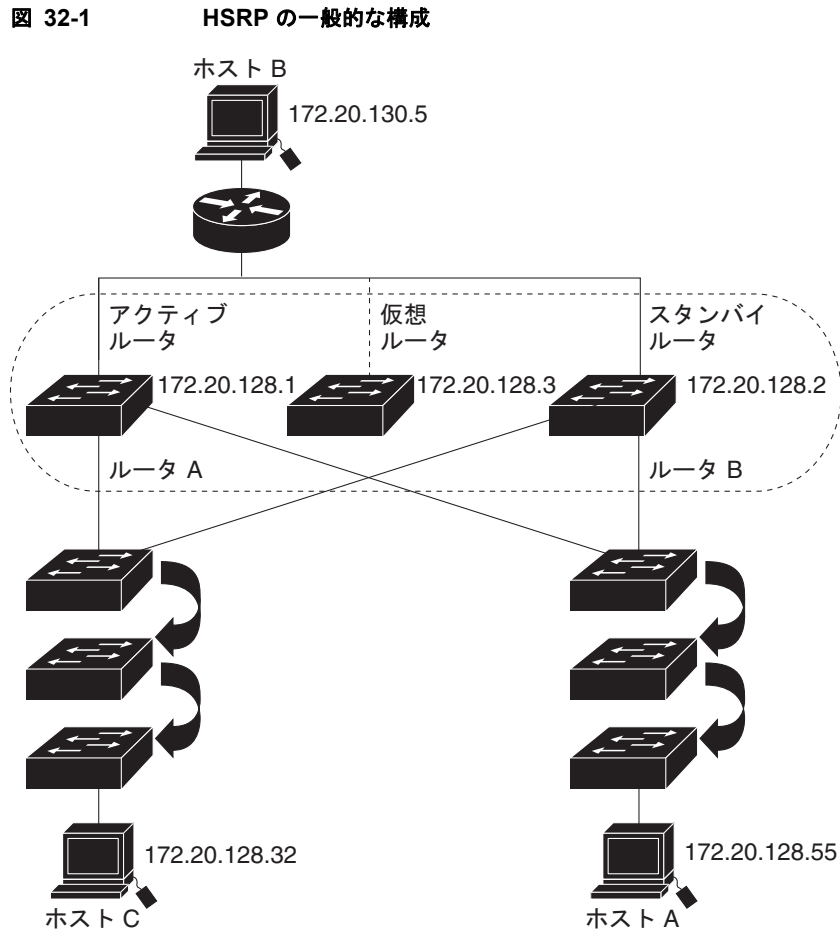 図 32-1 HSRP の一般的な構成
ホスト B
172.20.130.5
アクティブ
ルータ
仮想
ルータ
スタンバイ
ルータ
172.20.128.1
172.20.128.3
172.20.128.2
ルータ A
ルータ B
172.20.128.32
172.20.128.55
ホスト C
ホスト A